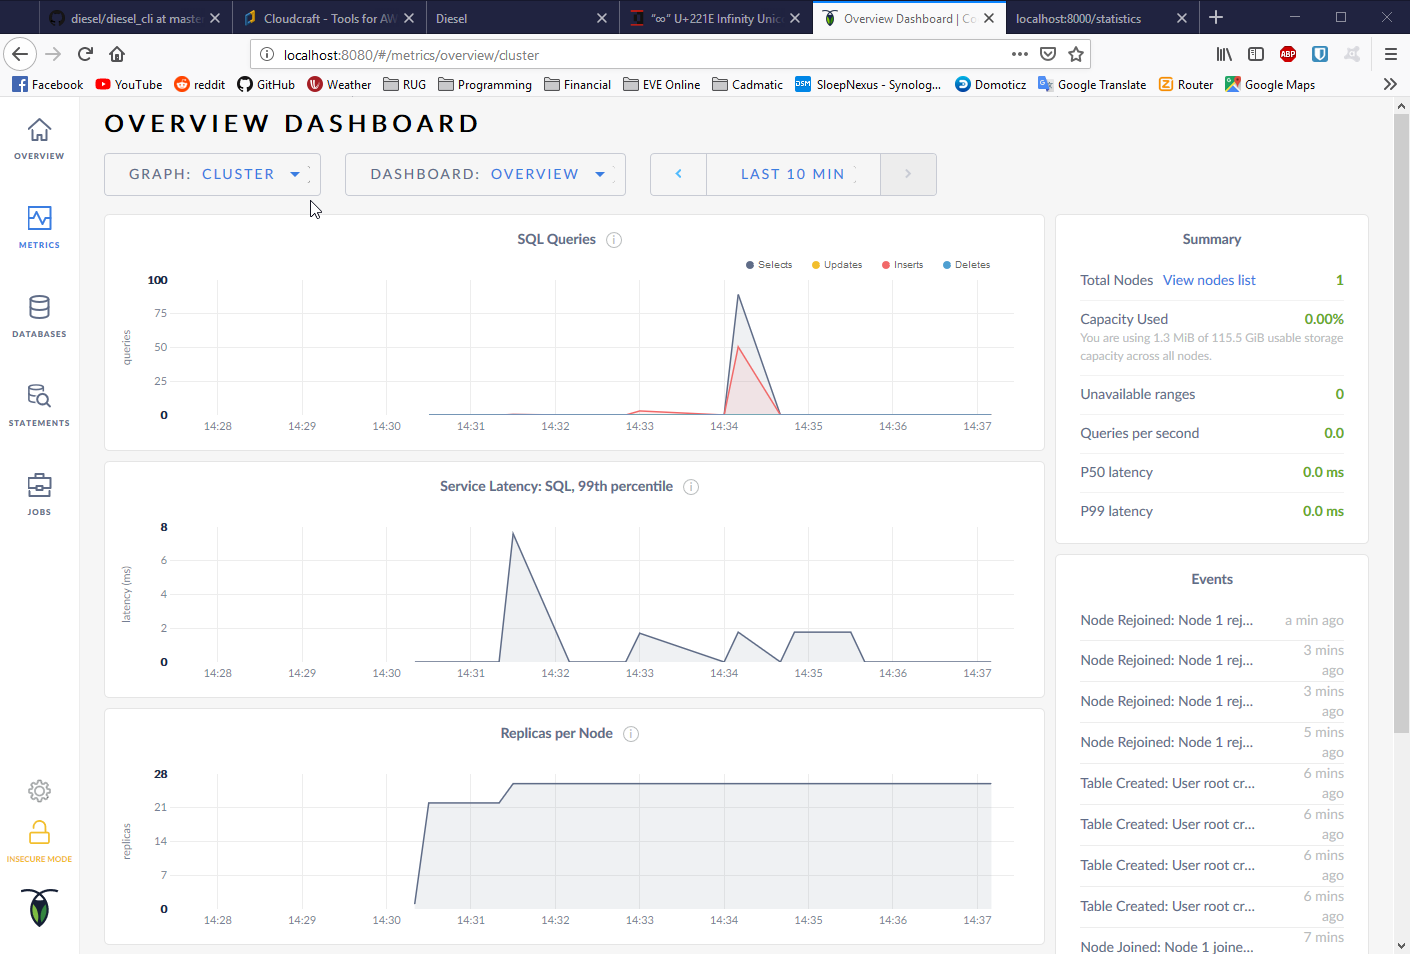 diesel/diesel_cli at maste
Cloudcraft - Tools for AW
Diesel
"∞" U+221E Infinity Unic
Overview Dashboard | Co
localhost:8000/statistics
localhost:8080/#/metrics/overview/cluster
Facebook
YouTube
reddit
GitHub
Weather
RUG
Programming
Financial
EVE Online
Cadmatic
DSM
SloepNexus - Synolog...
Domoticz
Google Translate
Router
Google Maps
ABP
OVERVIEW DASHBOARD
GRAPH: CLUSTER
DASHBOARD: OVERVIEW
LAST 10 MIN
OVERVIEW
METRICS
DATABASES
STATEMENTS
JOBS
INSECURE MODE
SQL Queries
Selects
Updates
Inserts
Deletes
queries
100
75
50
25
0
14:28
14:29
14:30
14:31
14:32
14:33
14:34
14:35
14:36
14:37
Service Latency: SQL, 99th percentile
latency (ms)
8
6
4
2
0
14:28
14:29
14:30
14:31
14:32
14:33
14:34
14:35
14:36
14:37
Replicas per Node
replicas
28
21
14
7
0
14:28
14:29
14:30
14:31
14:32
14:33
14:34
14:35
14:36
14:37
Summary
Total Nodes View nodes list 1
Capacity Used 0.00%
You are using 1.3 MiB of 115.5 GiB usable storage
capacity across all nodes.
Unavailable ranges 0
Queries per second 0.0
P50 latency 0.0 ms
P99 latency 0.0 ms
Events
Node Rejoined: Node 1 rej... a min ago
Node Rejoined: Node 1 rej... 3 mins
ago
Node Rejoined: Node 1 rej... 3 mins
ago
Node Rejoined: Node 1 rej... 5 mins
ago
Table Created: User root cr... 6 mins
ago
Table Created: User root cr... 6 mins
ago
Table Created: User root cr... 6 mins
ago
Table Created: User root cr... 6 mins
ago
Node Joined: Node 1 joine... 7 mins